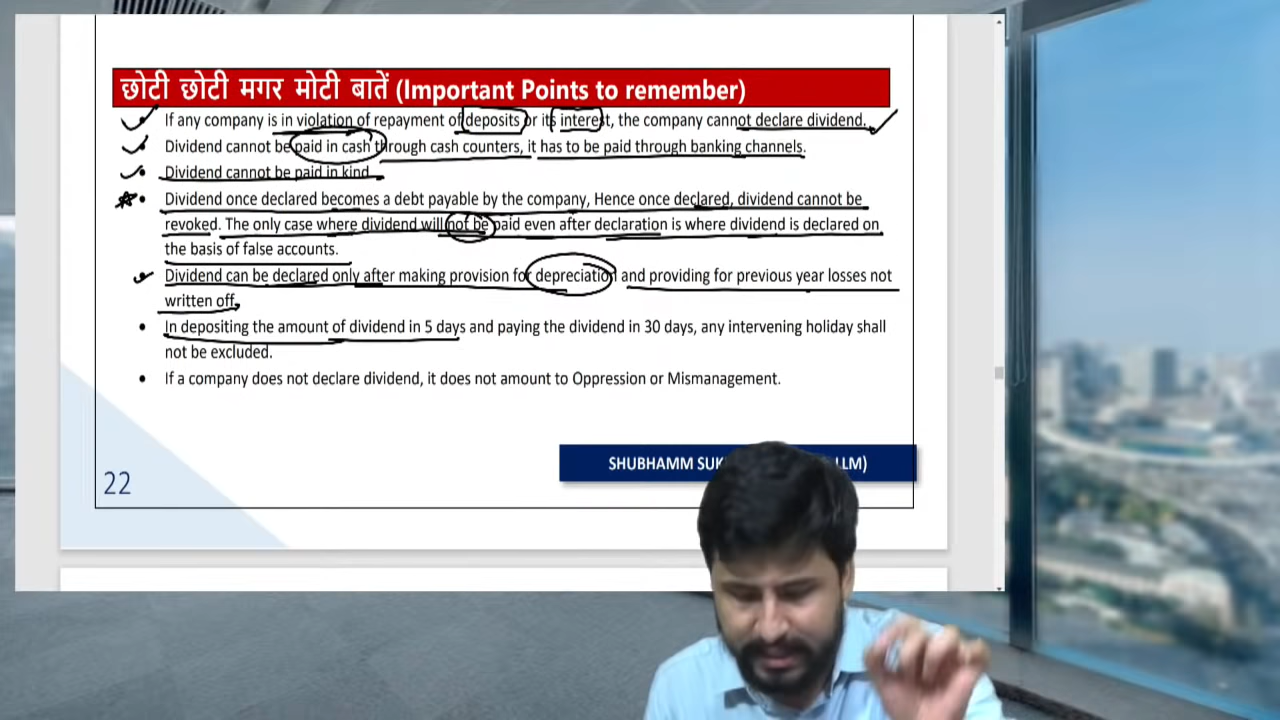 छोटी छोटी मगर मोटी बातें (Important Points to remember)
• If any company is in violation of repayment of deposits or its interest, the company cannot declare dividend.
• Dividend cannot be paid in cash through cash counters, it has to be paid through banking channels.
• Dividend cannot be paid in kind
• Dividend once declared becomes a debt payable by the company, Hence once declared, dividend cannot be
revoked. The only case where dividend will not be paid even after declaration is where dividend is declared on
the basis of false accounts.
• Dividend can be declared only after making provision for depreciation and providing for previous year losses not
written off.
• In depositing the amount of dividend in 5 days and paying the dividend in 30 days, any intervening holiday shall
not be excluded.
• If a company does not declare dividend, it does not amount to Oppression or Mismanagement.
SHUBHAMM LLM)
22